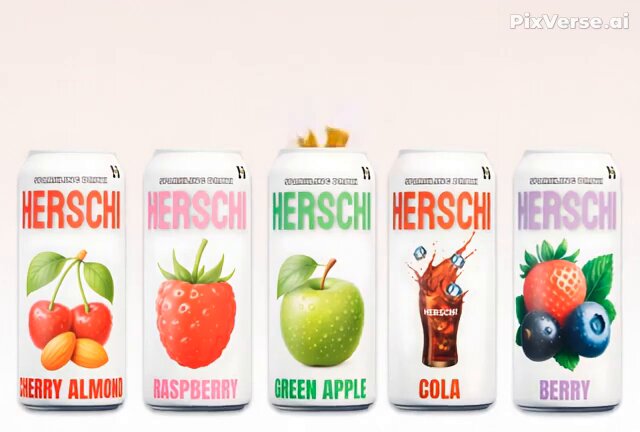 PixVerse.ai
SPARKLING DRINK
HERSCHI
CHERRY ALMOND
SPARKLING DRINK
HERSCHI
RASPBERRY
SPARKLING DRINK
HERSCHI
GREEN APPLE
SPARKLING DRINK
HERSCHI
HERSCHI
COLA
SPARKLING DRINK
HERSCHI
BERRY